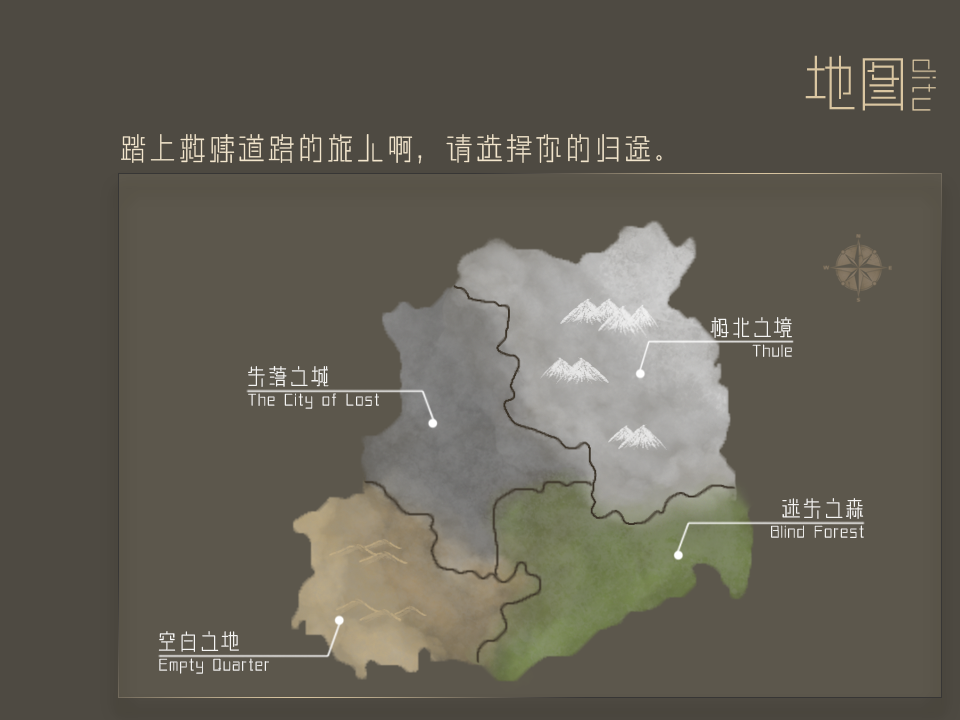 地图
ditu
踏上救赎道路的旅人啊，请选择你的归途。
极北之境
Thule
失落之城
The City of Lost
迷失之森
Blind Forest
空白之地
Empty Quarter